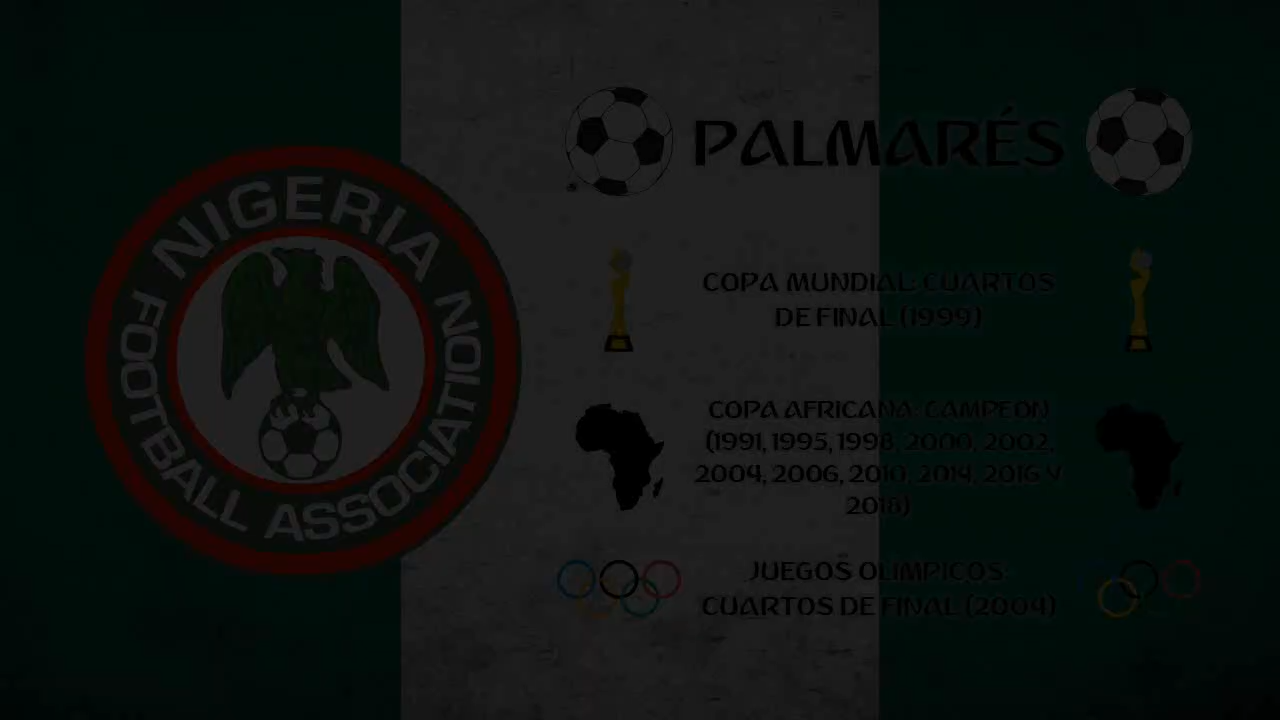 NIGERIA
FOOTBALL ASSOCIATION
PALMARÉS
COPA MUNDIAL: CUARTOS
DE FINAL (1999)
COPA AFRICANA: CAMPEON
(1991, 1995, 1998, 2000, 2002,
2004, 2006, 2010, 2014, 2016 Y
2018)
JUEGOS OLIMPICOS:
CUARTOS DE FINAL (2004)